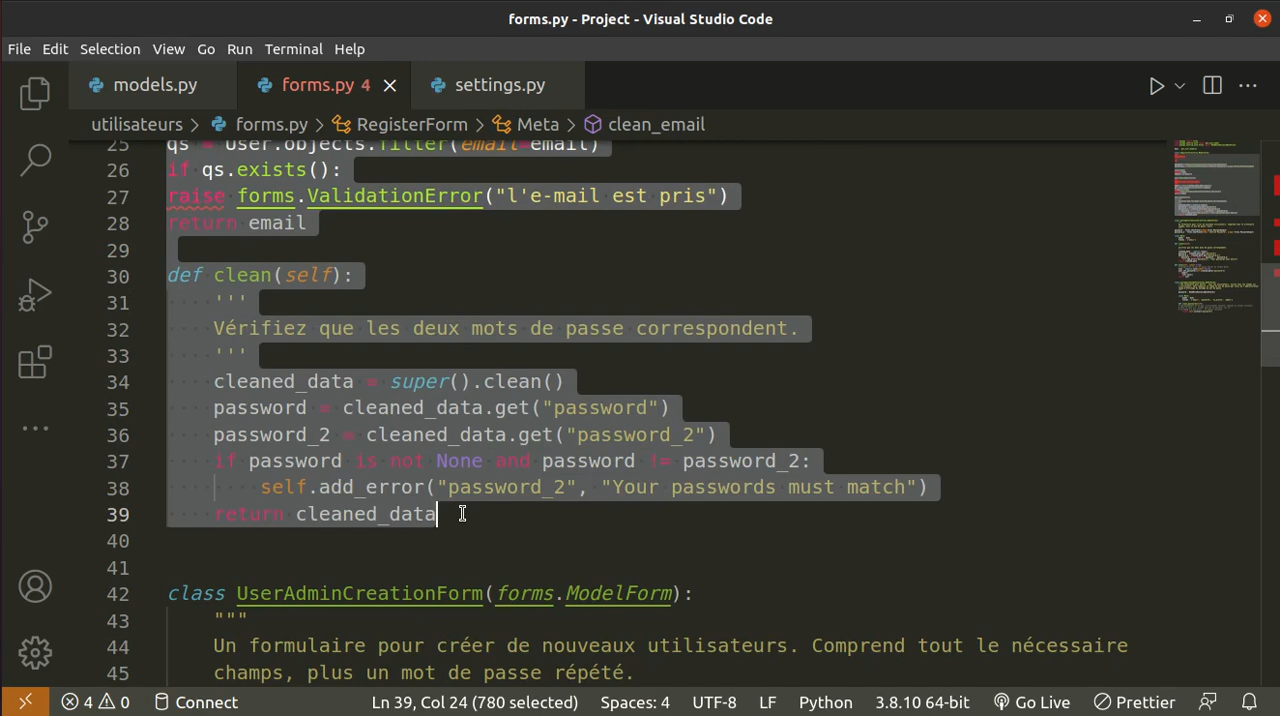 forms.py - Project - Visual Studio Code
File Edit Selection View Go Run Terminal Help
models.py forms.py 4 settings.py
utilisateurs > forms.py > RegisterForm > Meta > clean_email
25 qs = User.objects.filter(email=email)
26 if qs.exists():
27 raise forms.ValidationError("l'e-mail est pris")
28 return email
29
30 def clean(self):
31 '''
32 Vérifiez que les deux mots de passe correspondent.
33 '''
34 cleaned_data = super().clean()
35 password = cleaned_data.get("password")
36 password_2 = cleaned_data.get("password_2")
37 if password is not None and password != password_2:
38 self.add_error("password_2", "Your passwords must match")
39 return cleaned_data
40
41
42 class UserAdminCreationForm(forms.ModelForm):
43 """
44 Un formulaire pour créer de nouveaux utilisateurs. Comprend tout le nécessaire
45 champs, plus un mot de passe répété.
4 0 Connect Ln 39, Col 24 (780 selected) Spaces: 4 UTF-8 LF Python 3.8.10 64-bit Go Live Prettier